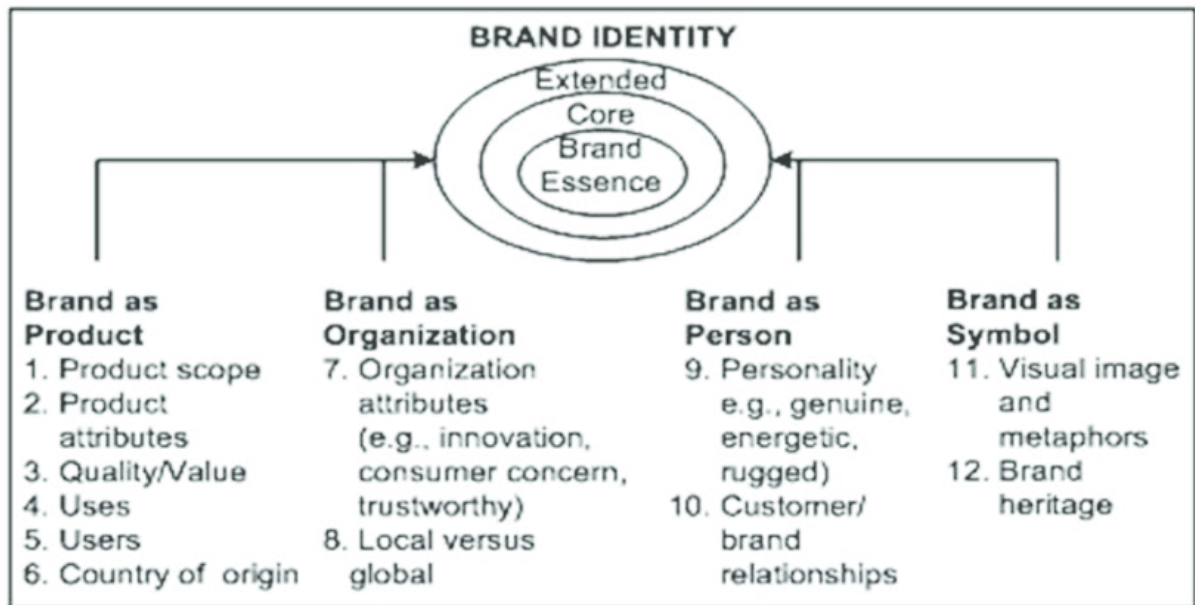 BRAND IDENTITY
Extended
Core
Brand
Essence
Brand as
Product
1. Product scope
2. Product
attributes
3. Quality/Value
4. Uses
5. Users
6. Country of origin
Brand as
Organization
7. Organization
attributes
(e.g., innovation,
consumer concern,
trustworthy)
8. Local versus
global
Brand as
Person
9. Personality
e.g., genuine,
energetic,
rugged)
10. Customer/
brand
relationships
Brand as
Symbol
11. Visual image
and
metaphors
12. Brand
heritage